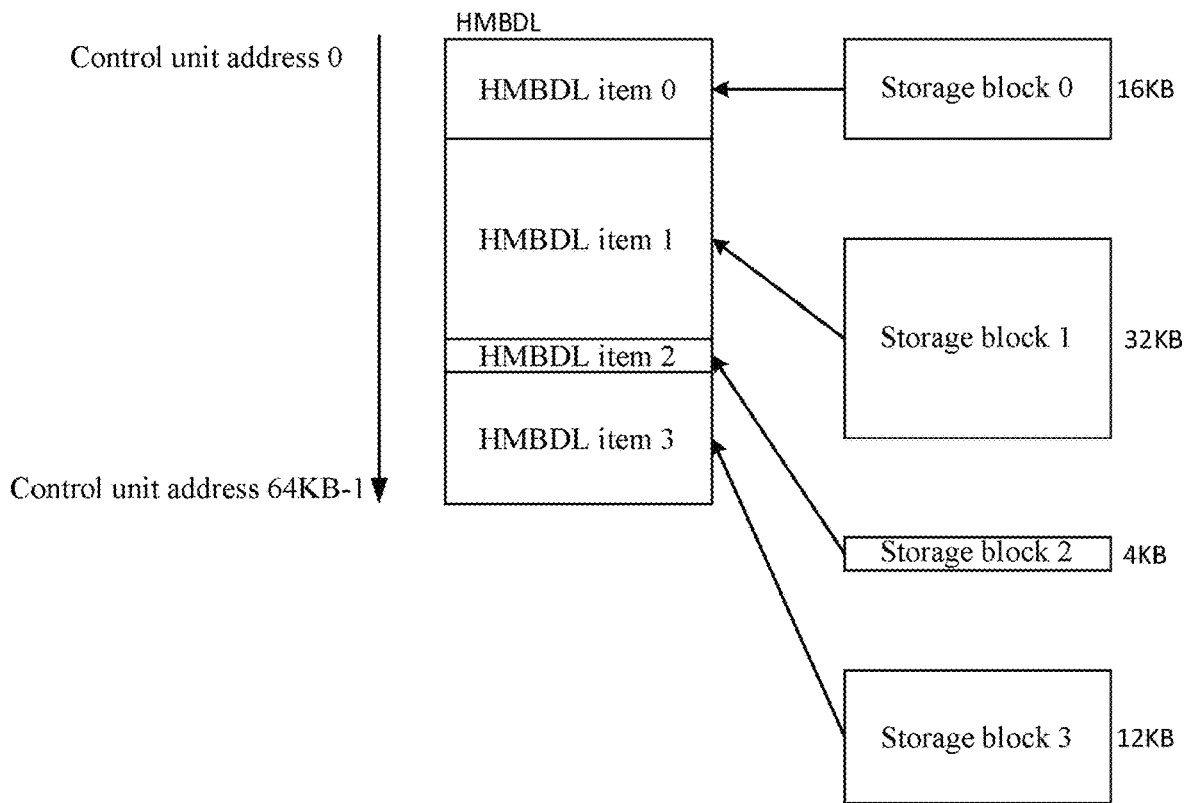 HMBDL
Control unit address 0
HMBDL item 0
Storage block 0
16KB
HMBDL item 1
Storage block 1
32KB
HMBDL item 2
HMBDL item 3
Control unit address 64KB-1
Storage block 2
4KB
Storage block 3
12KB